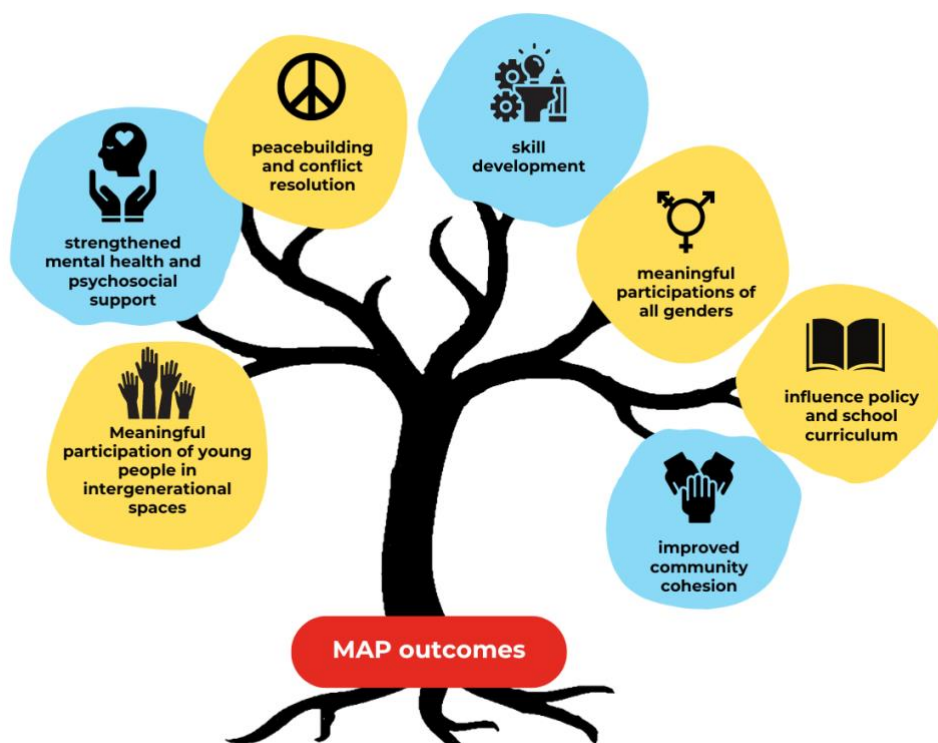 peacebuilding
and conflict
resolution
skill
development
strengthened
mental health and
psychosocial
support
meaningful
participations of
all genders
influence policy
and school
curriculum
Meaningful
participation of young
people in
intergenerational
spaces
improved
community
cohesion
MAP outcomes